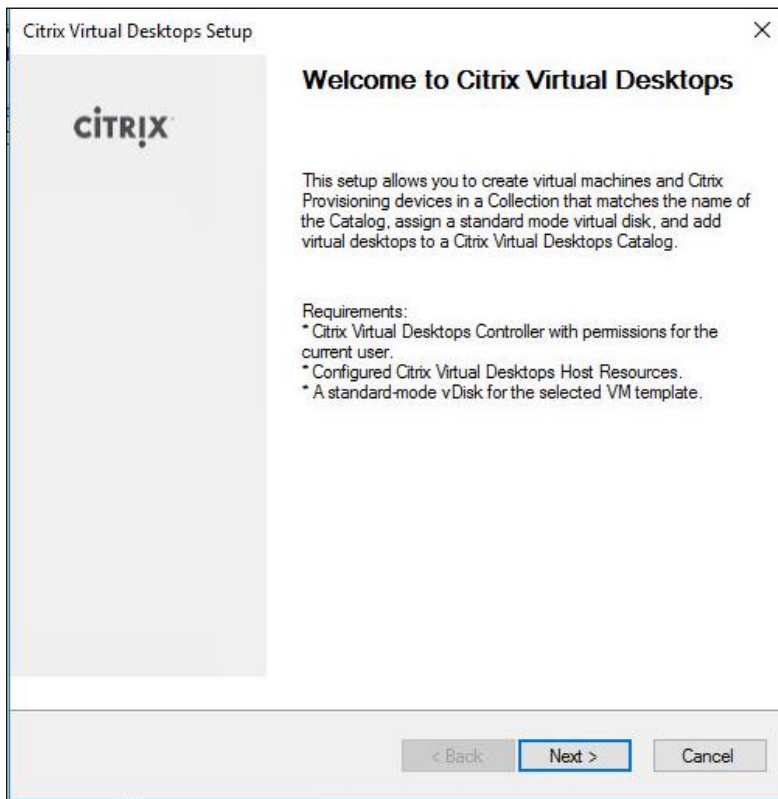 Citrix Virtual Desktops Setup
CİTRIX
Welcome to Citrix Virtual Desktops
This setup allows you to create virtual machines and Citrix
Provisioning devices in a Collection that matches the name of
the Catalog, assign a standard mode virtual disk, and add
virtual desktops to a Citrix Virtual Desktops Catalog.
Requirements:
* Citrix Virtual Desktops Controller with permissions for the
current user.
* Configured Citrix Virtual Desktops Host Resources.
* A standard-mode vDisk for the selected VM template.
< Back
Next >
Cancel